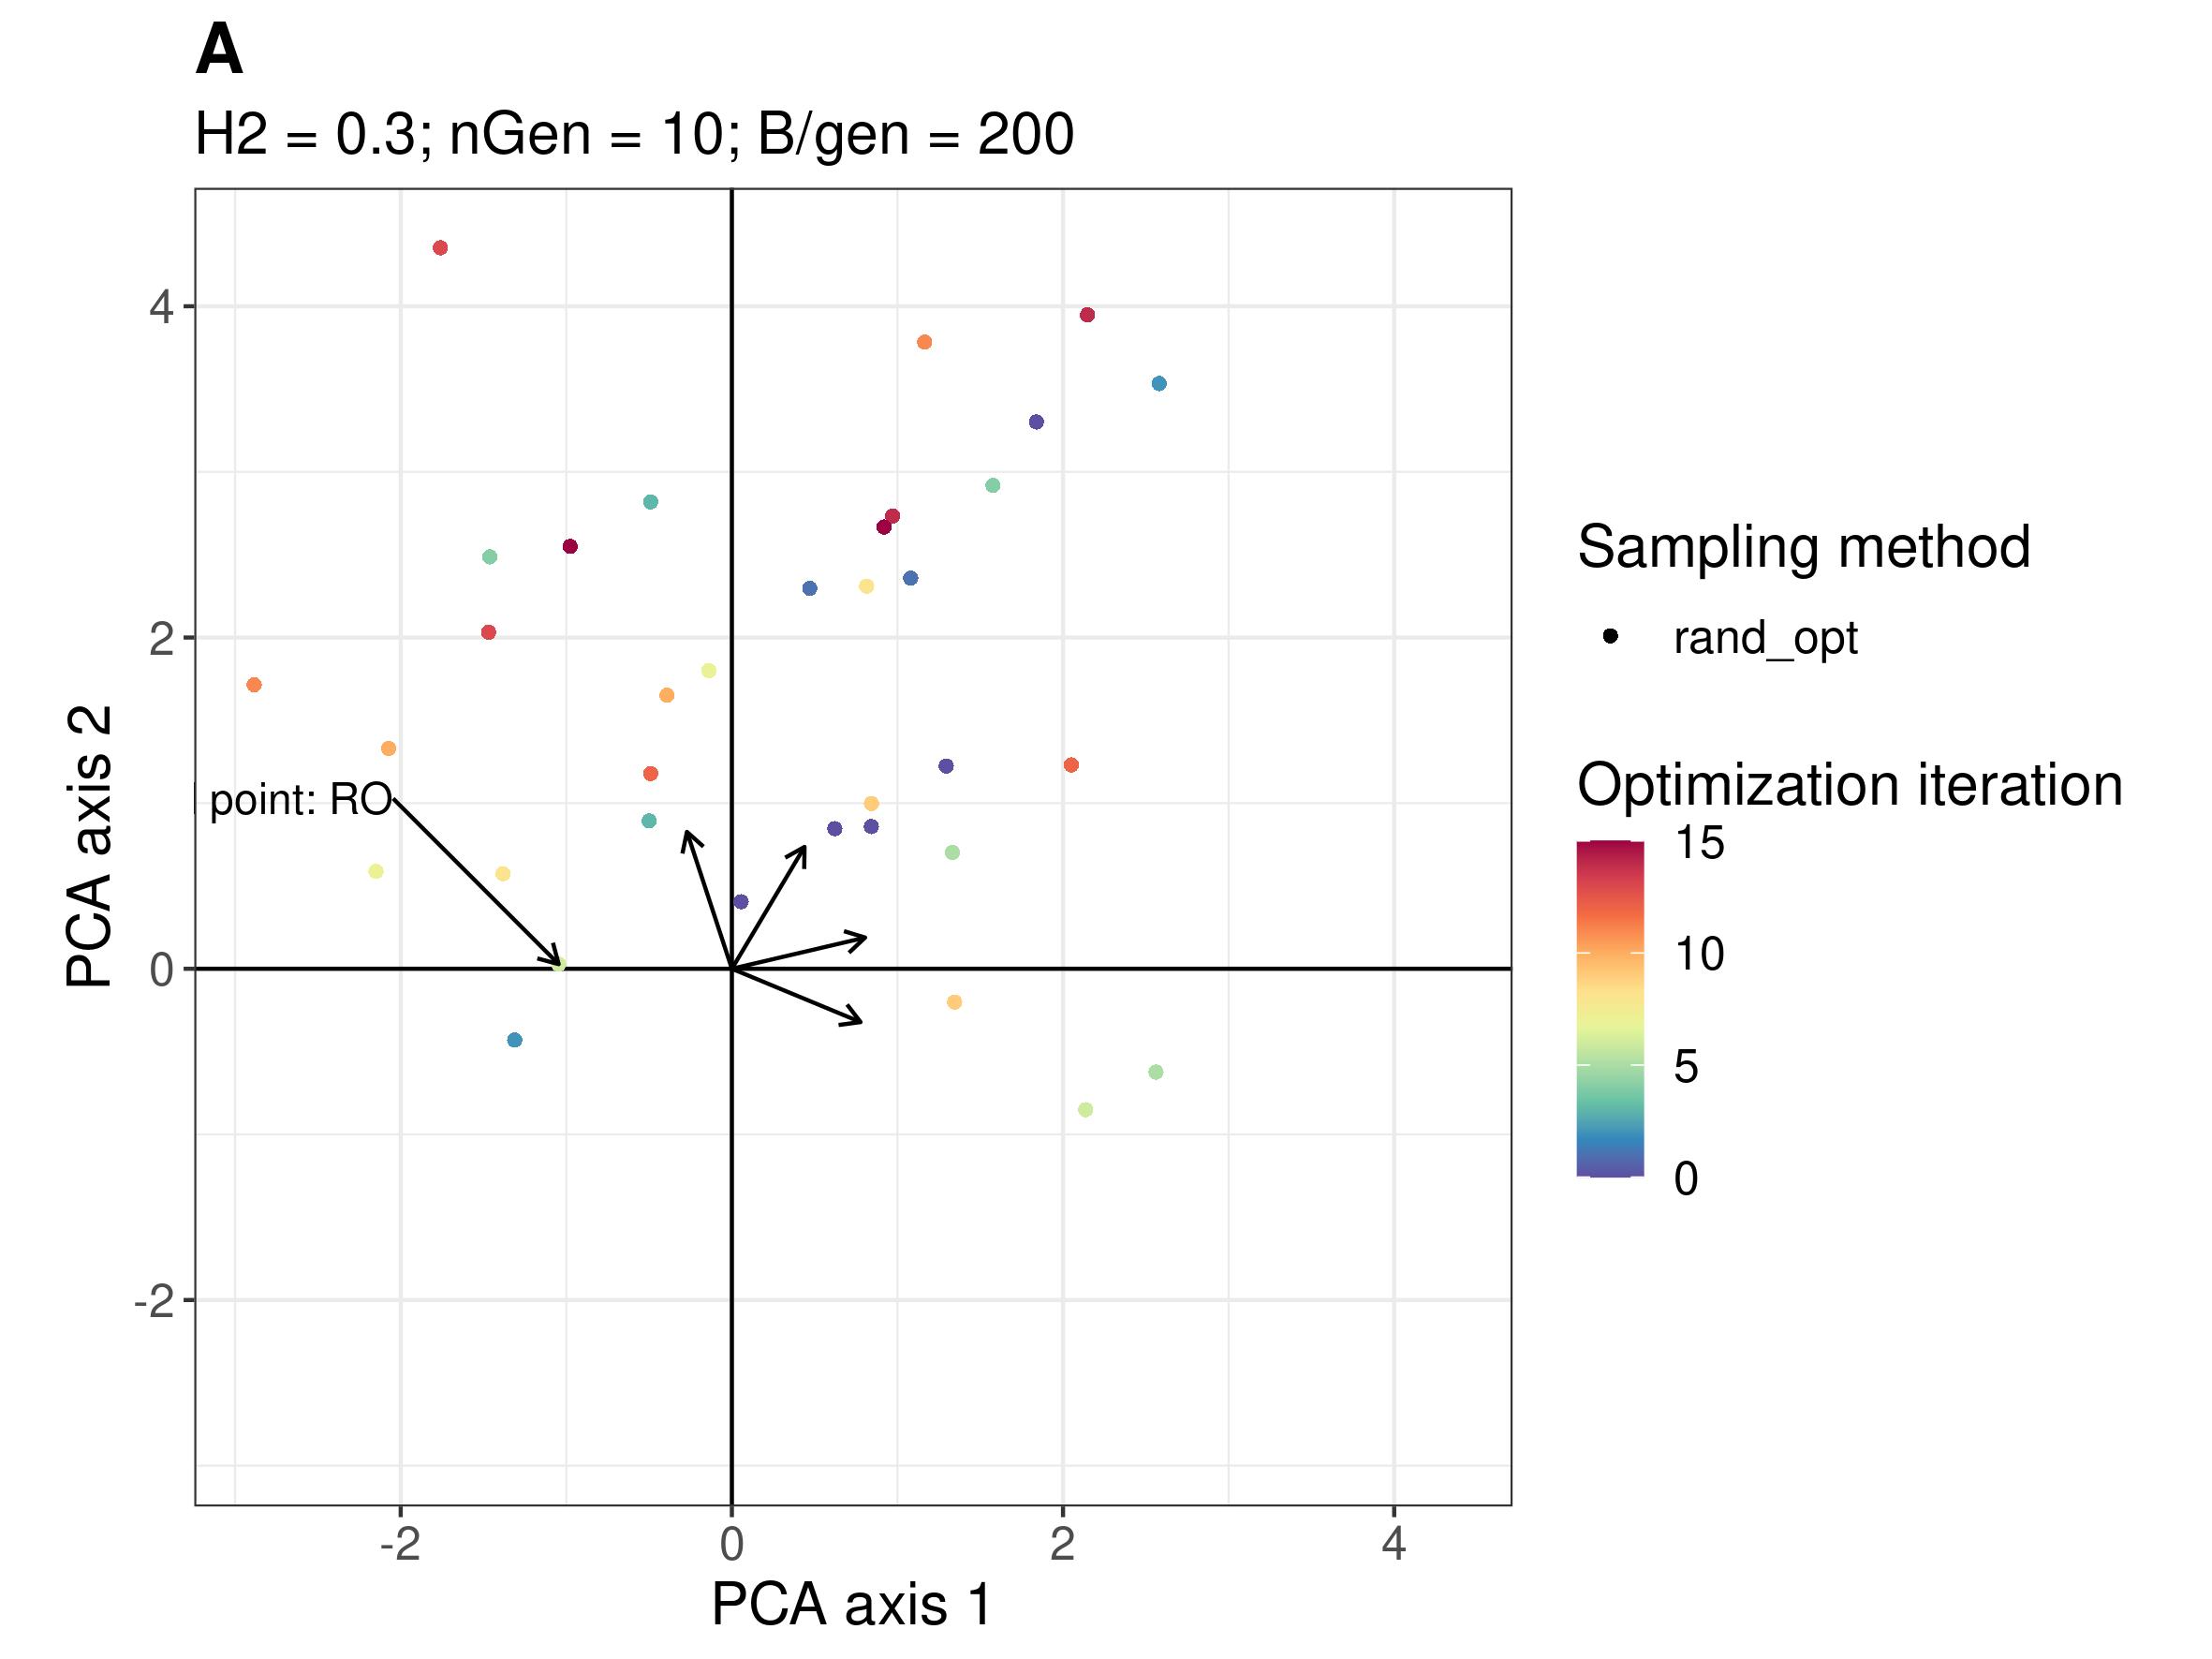 A
H2 = 0.3; nGen = 10; B/gen = 200
PCA axis 2
4
2
0
-2
point: RO
-2
0
2
4
PCA axis 1
Sampling method
rand_opt
Optimization iteration
15
10
5
0